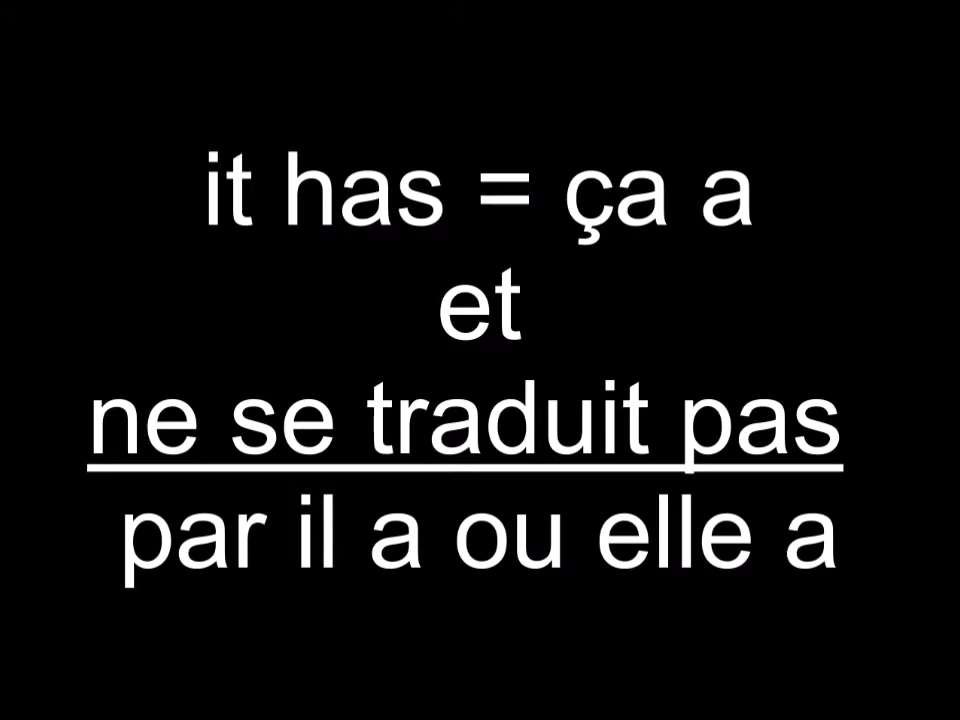 it has = ça a
et
ne se traduit pas
par il a ou elle a